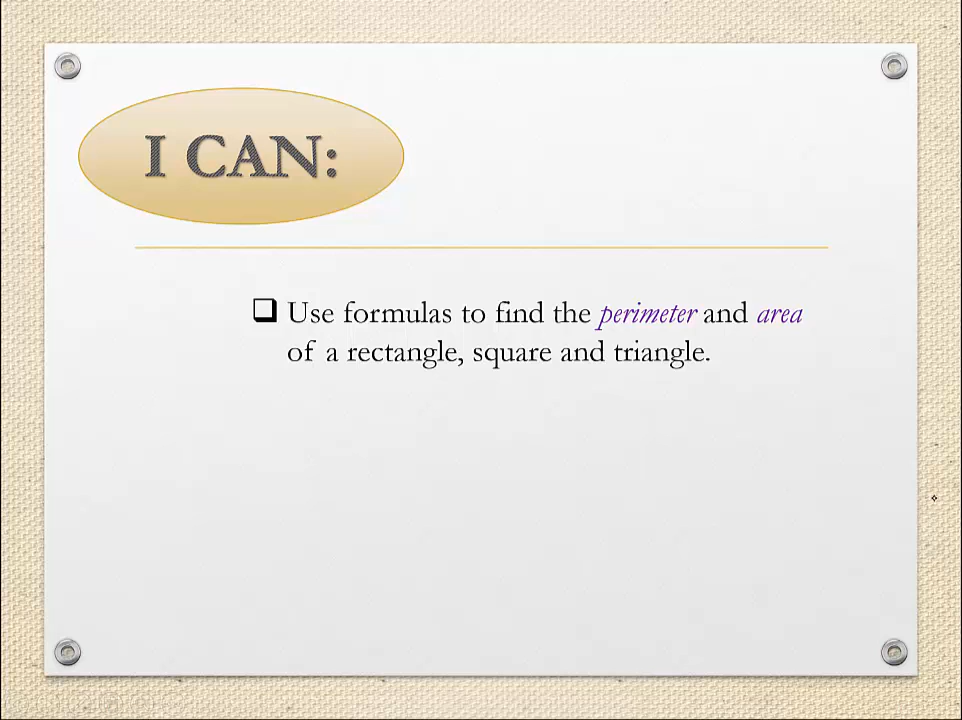 I CAN:
Use formulas to find the perimeter and area
of a rectangle, square and triangle.